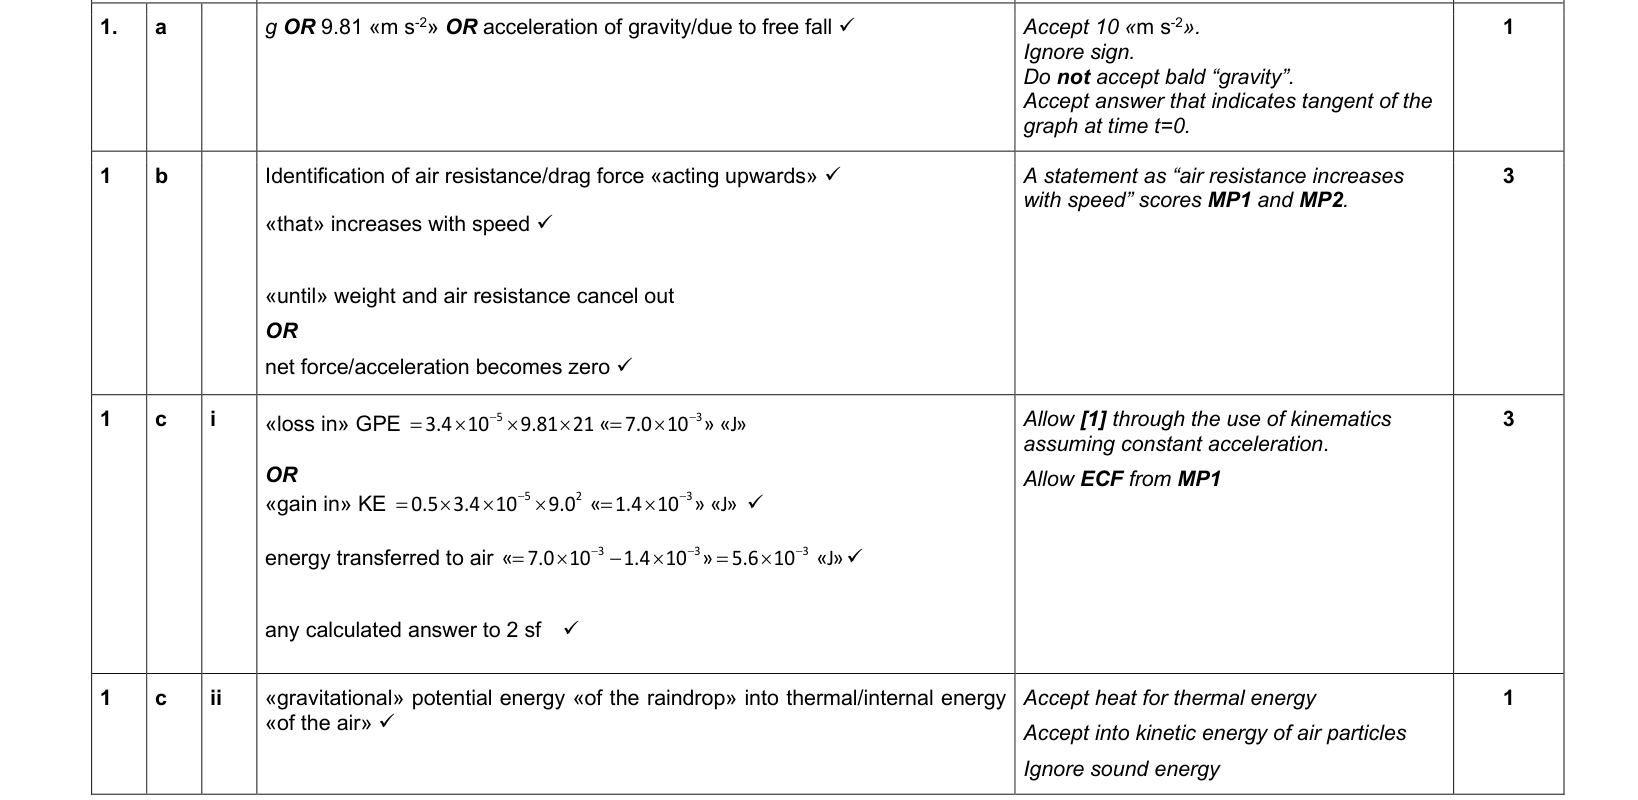 1. a g OR 9.81 «m s⁻²» OR acceleration of gravity/due to free fall ✓ Accept 10 «m s⁻²». 1
Ignore sign.
Do not accept bald “gravity”.
Accept answer that indicates tangent of the
graph at time t=0.
1 b Identification of air resistance/drag force «acting upwards» ✓ A statement as “air resistance increases 3
with speed” scores MP1 and MP2.
«that» increases with speed ✓
«until» weight and air resistance cancel out
OR
net force/acceleration becomes zero ✓
1 c i «loss in» GPE =3.4×10⁻⁵×9.81×21 «=7.0×10⁻³» «J» Allow [1] through the use of kinematics 3
assuming constant acceleration.
OR Allow ECF from MP1
«gain in» KE =0.5×3.4×10⁻⁵×9.0² «=1.4×10⁻³» «J» ✓
energy transferred to air «=7.0×10⁻³−1.4×10⁻³»=5.6×10⁻³ «J» ✓
any calculated answer to 2 sf ✓
1 c ii «gravitational» potential energy «of the raindrop» into thermal/internal energy Accept heat for thermal energy 1
«of the air» ✓ Accept into kinetic energy of air particles
Ignore sound energy